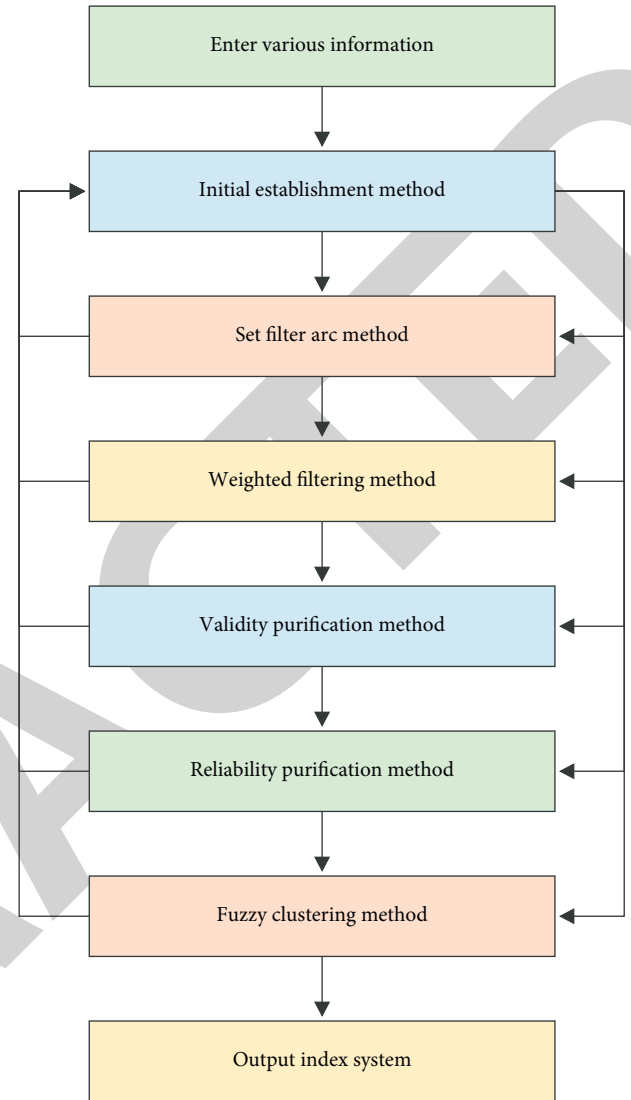 Enter various information
Initial establishment method
Set filter arc method
Weighted filtering method
Validity purification method
Reliability purification method
Fuzzy clustering method
Output index system